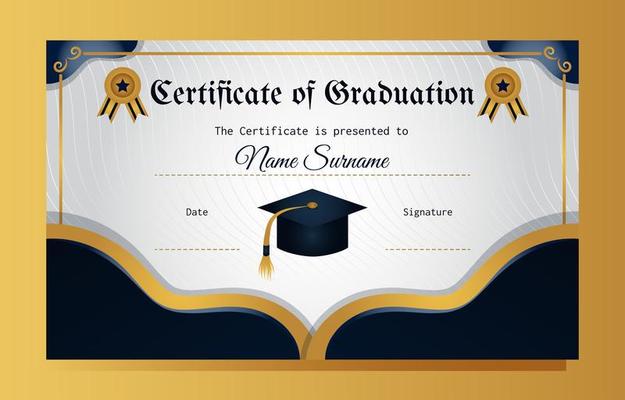 Certificate of Graduation
The Certificate is presented to
Name Surname
Date
Signature